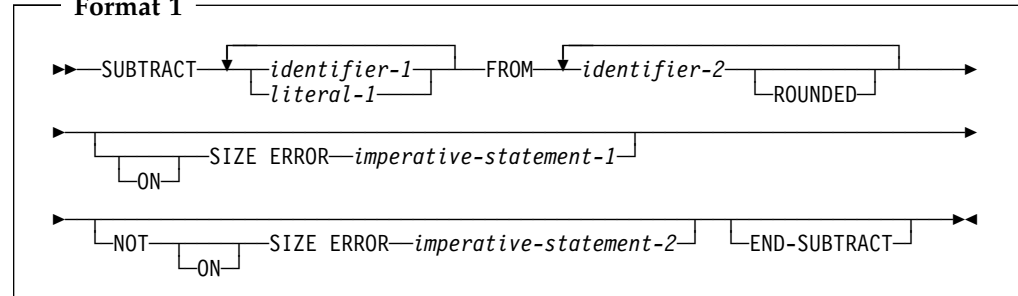 Format 1
SUBTRACT identifier-1 FROM identifier-2
literal-1 ROUNDED
SIZE ERROR imperative-statement-1
ON
NOT SIZE ERROR imperative-statement-2 END-SUBTRACT
ON